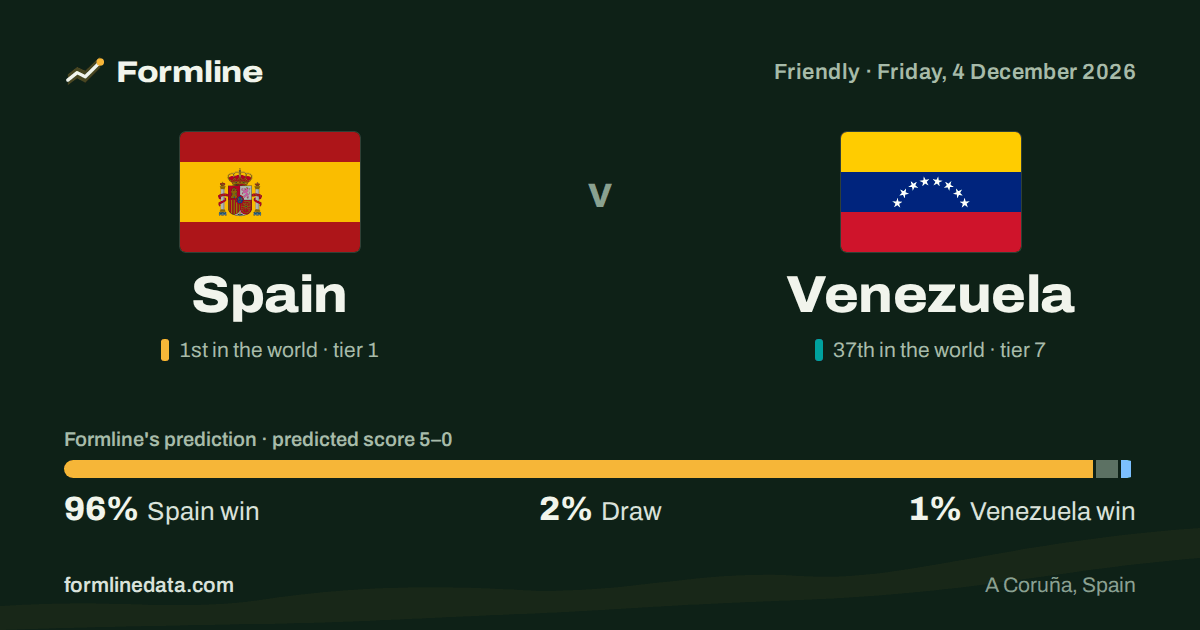 Formline
Friendly · Friday, 4 December 2026
v
Spain
Venezuela
1st in the world · tier 1
37th in the world · tier 7
Formline's prediction · predicted score 5–0
96% Spain win
2% Draw
1% Venezuela win
formlinedata.com
A Coruña, Spain